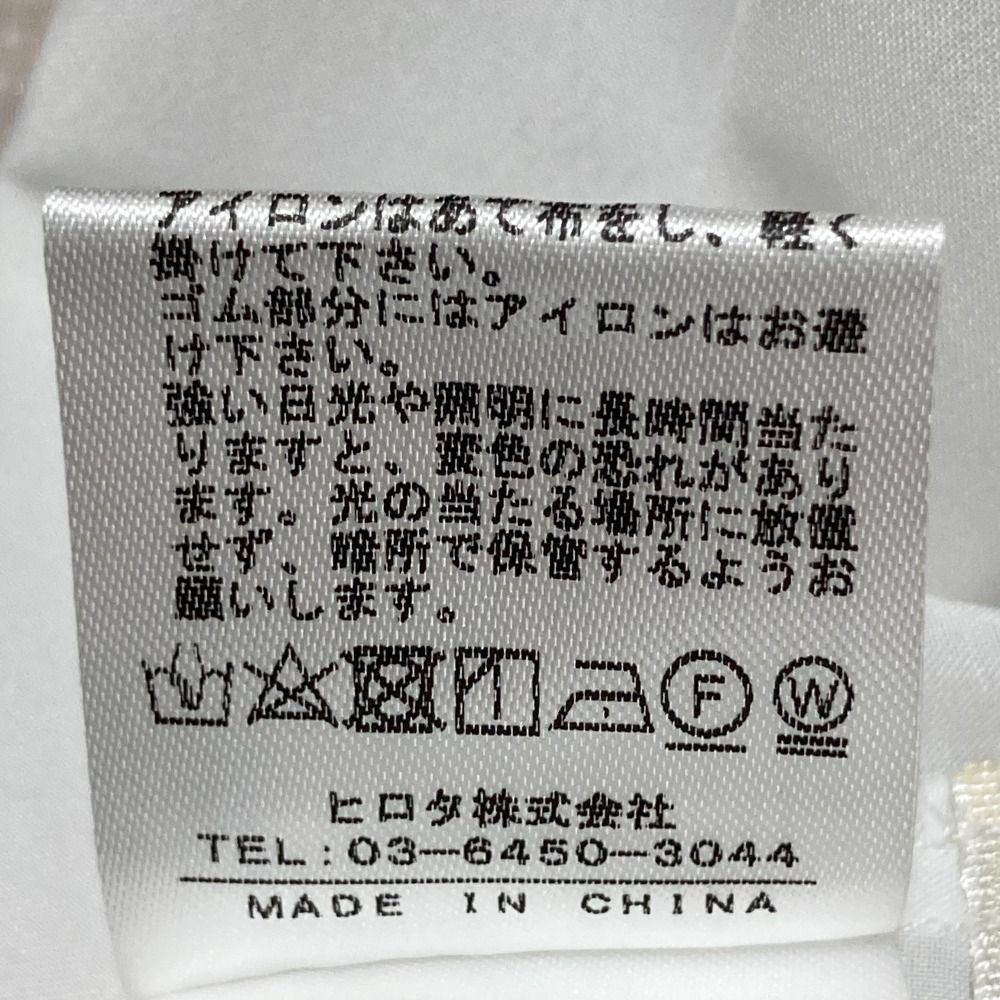 アイロンはあて布をし、軽く
掛けて下さい。
ゴム部分にはアイロンはお避
け下さい。
強い日光や照明に長時間当た
りますと、変色の恐れがあり
ます。光の当たる場所に放置
せず、暗所で保管するようお
願いします。
F W
ヒロタ株式会社
TEL:03-6450-3044
MADE IN CHINA